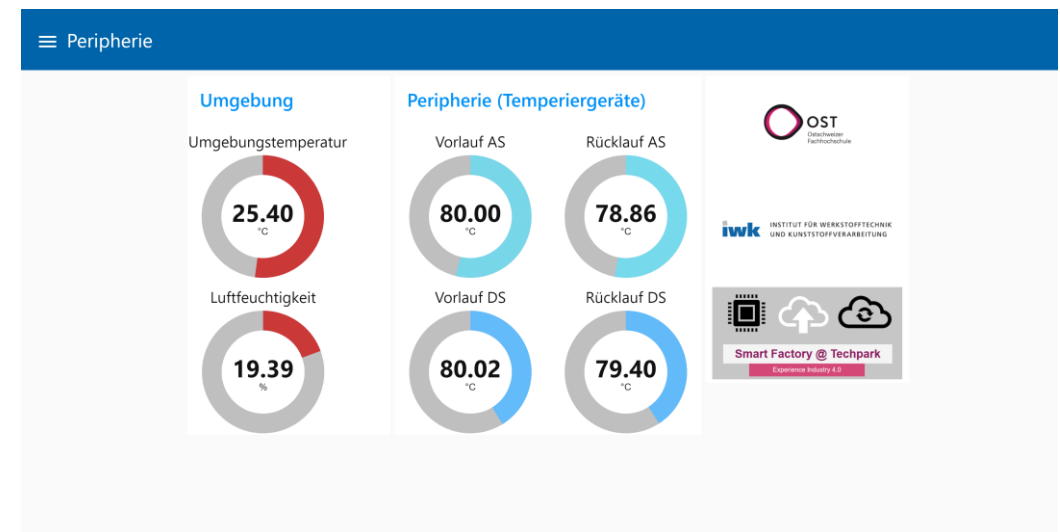 Peripherie
Umgebung
Umgebungstemperatur
25.40
°C
Luftfeuchtigkeit
19.39
%
Peripherie (Temperiergeräte)
Vorlauf AS
80.00
°C
Rücklauf AS
78.86
°C
Vorlauf DS
80.02
°C
Rücklauf DS
79.40
°C
OST
Ostschweizer
Fachhochschule
iwk
INSTITUT FÜR WERKSTOFFTECHNIK
UND KUNSTSTOFFVERARBEITUNG
Smart Factory @ Techpark
Experience Industry 4.0